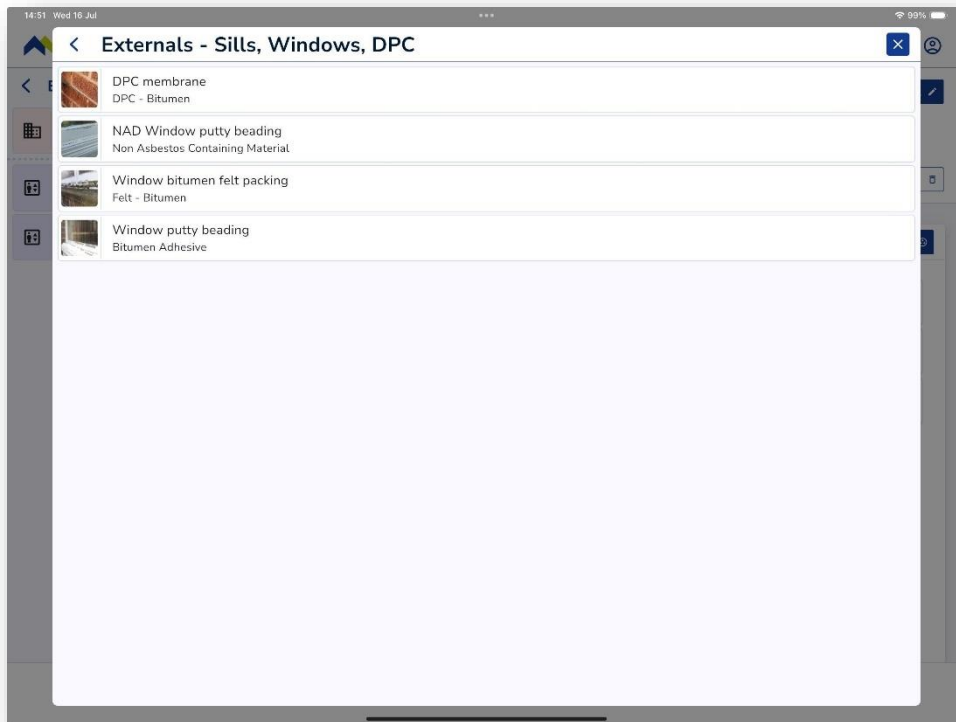 14:51 Wed 16 Jul
99%
Externals - Sills, Windows, DPC
DPC membrane
DPC - Bitumen
NAD Window putty beading
Non Asbestos Containing Material
Window bitumen felt packing
Felt - Bitumen
Window putty beading
Bitumen Adhesive